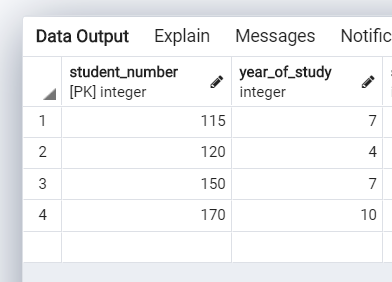 Data Output Explain Messages Notific
student_number year_of_study
[PK] integer integer
1 115 7
2 120 4
3 150 7
4 170 10